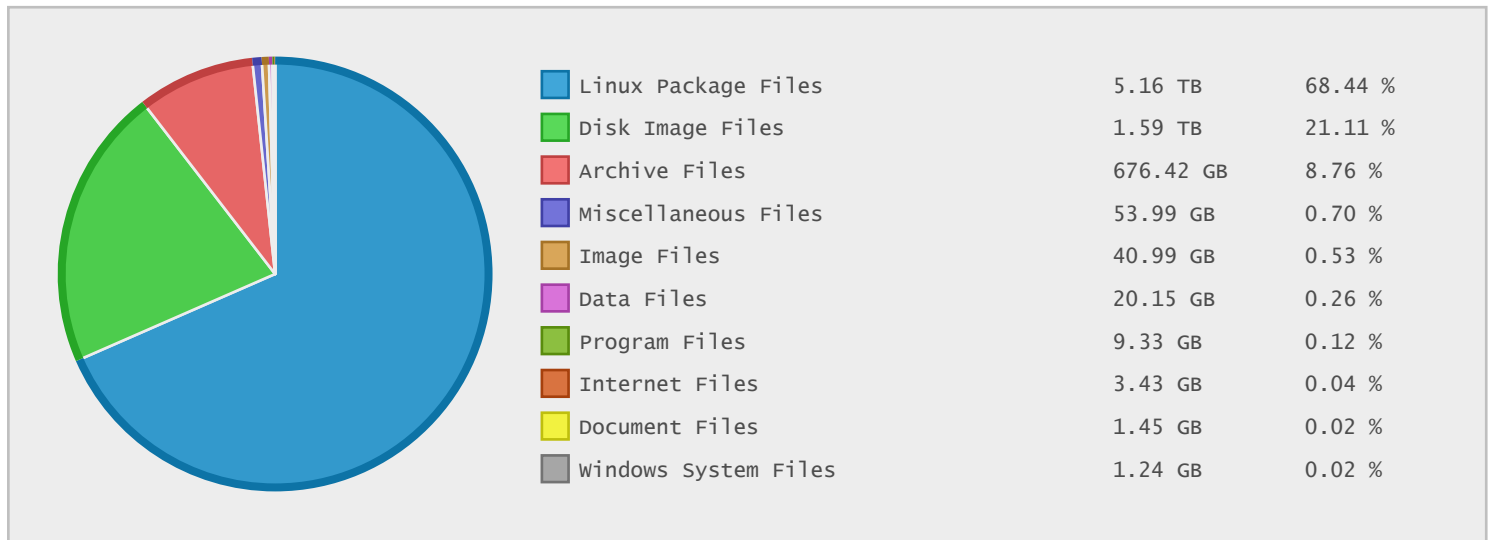 Linux Package Files 5.16 TB 68.44 %
Disk Image Files 1.59 TB 21.11 %
Archive Files 676.42 GB 8.76 %
Miscellaneous Files 53.99 GB 0.70 %
Image Files 40.99 GB 0.53 %
Data Files 20.15 GB 0.26 %
Program Files 9.33 GB 0.12 %
Internet Files 3.43 GB 0.04 %
Document Files 1.45 GB 0.02 %
Windows System Files 1.24 GB 0.02 %